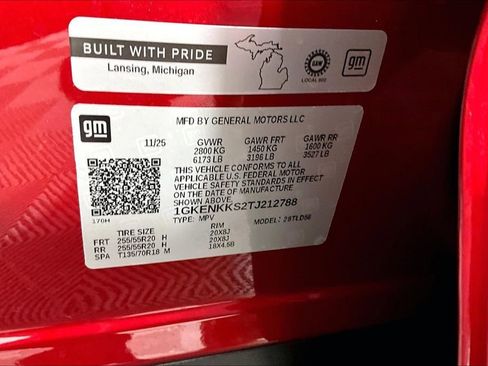 BUILT WITH PRIDE
Lansing, Michigan
UAW
LOCAL 602
gm
gm
MFD BY GENERAL MOTORS LLC
11/25 GVWR GAWR FRT GAWR RR
2800 KG 1450 KG 1600 KG
6173 LB 3196 LB 3527 LB
THIS VEHICLE CONFORMS TO ALL
APPLICABLE U.S. FEDERAL MOTOR
VEHICLE SAFETY STANDARDS IN EFFECT
ON THE DATE OF MANUFACTURE
SHOWN ABOVE.
1GKENKKS2TJ212788
170H TYPE: MPV MODEL:
TIRE SIZE RIM
FRT 255/55R20 H 20X8J
RR 255/55R20 H 20X8J
SPA T135/70R18 M 18X4.5B